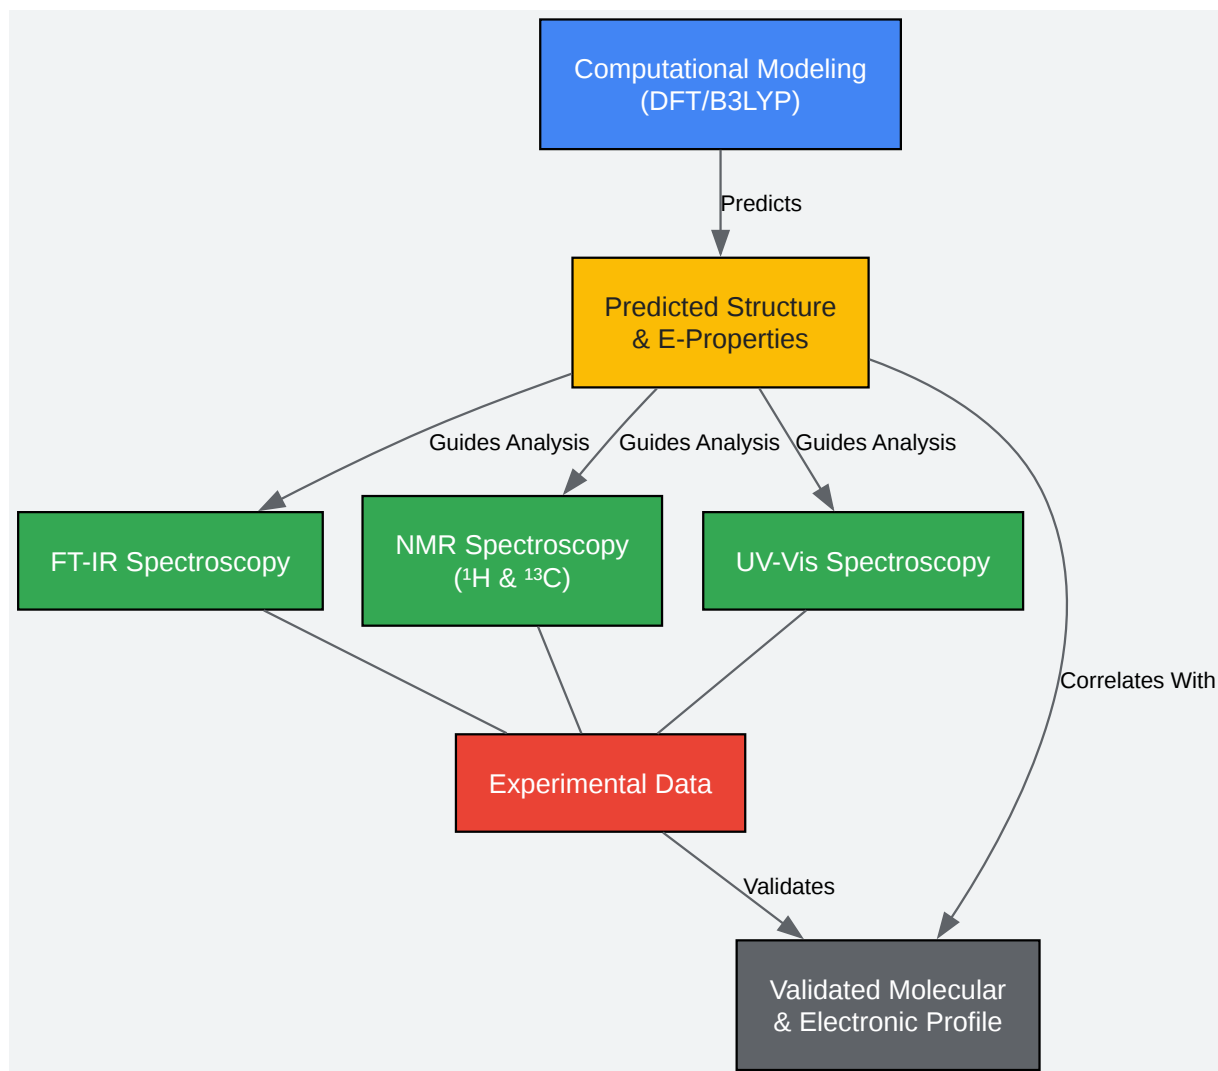 Computational Modeling
(DFT/B3LYP)
Predicts
Predicted Structure
& E-Properties
Guides Analysis
Guides Analysis
Guides Analysis
FT-IR Spectroscopy
NMR Spectroscopy
(¹H & ¹³C)
UV-Vis Spectroscopy
Correlates With
Experimental Data
Validates
Validated Molecular
& Electronic Profile